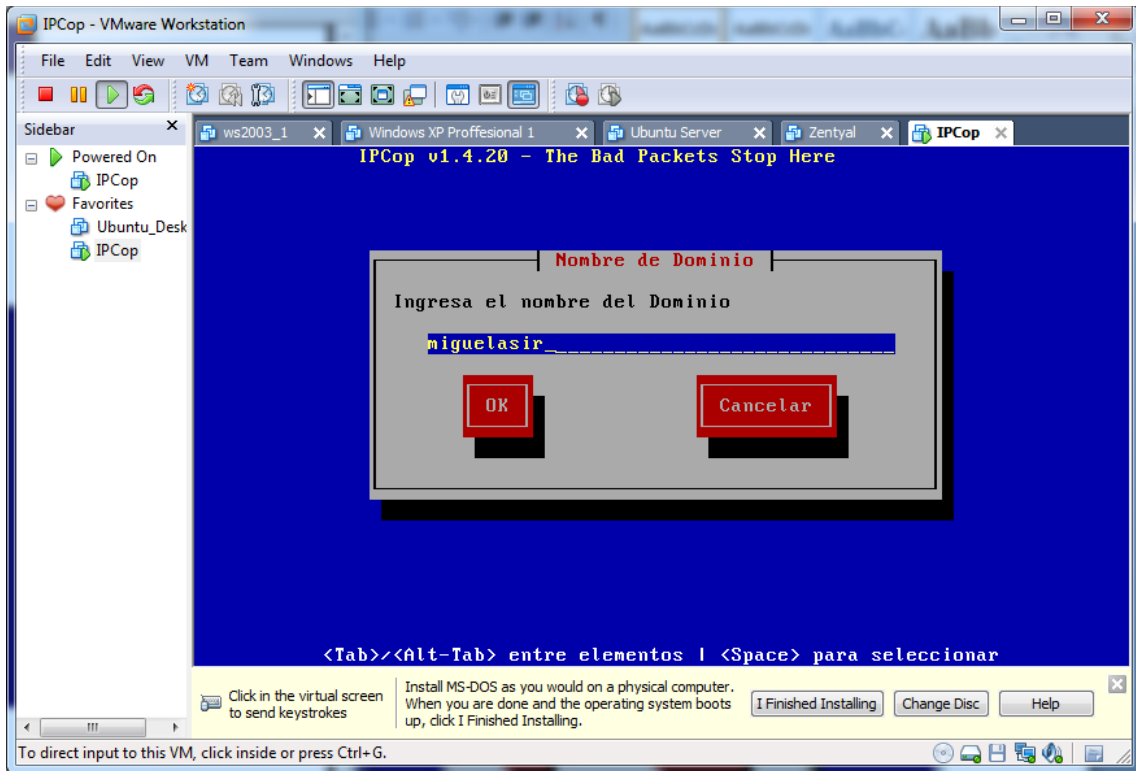 IPCop - VMware Workstation
File Edit View VM Team Windows Help
Sidebar
Powered On
IPCop
Favorites
Ubuntu_Desk
IPCop
ws2003_1
Windows XP Proffesional 1
Ubuntu Server
Zentyal
IPCop
IPCop v1.4.20 - The Bad Packets Stop Here
Nombre de Dominio
Ingresa el nombre del Dominio
miguelasir_
OK Cancelar
<Tab>/<Alt-Tab> entre elementos | <Space> para seleccionar
Click in the virtual screen
to send keystrokes
Install MS-DOS as you would on a physical computer.
When you are done and the operating system boots
up, click I Finished Installing.
I Finished Installing Change Disc Help
To direct input to this VM, click inside or press Ctrl+G.